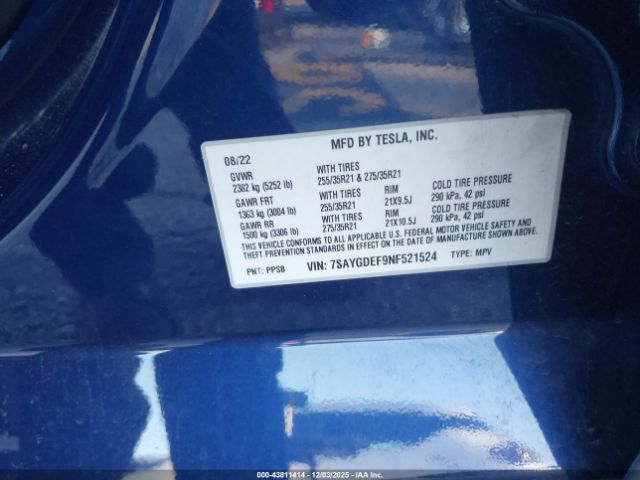 MFD BY TESLA, INC.
08/22
GVWR
2382 kg (5252 lb)
WITH TIRES
255/35R21 & 275/35R21
GAWR FRT
1363 kg (3004 lb)
WITH TIRES
255/35R21
RIM
21X9.5J
COLD TIRE PRESSURE
290 kPa, 42 psi
GAWR RR
1500 kg (3306 lb)
WITH TIRES
275/35R21
RIM
21X10.5J
COLD TIRE PRESSURE
290 kPa, 42 psi
THIS VEHICLE CONFORMS TO ALL APPLICABLE FEDERAL MOTOR VEHICLE SAFETY AND
THEFT PREVENTION STANDARDS IN EFFECT ON THE DATE OF MANUFACTURE SHOWN ABOVE.
PNT: PPSB VIN: 7SAYGDEF9NF521524 TYPE: MPV
000-43811414 • 12/03/2025 - IAAI.COM